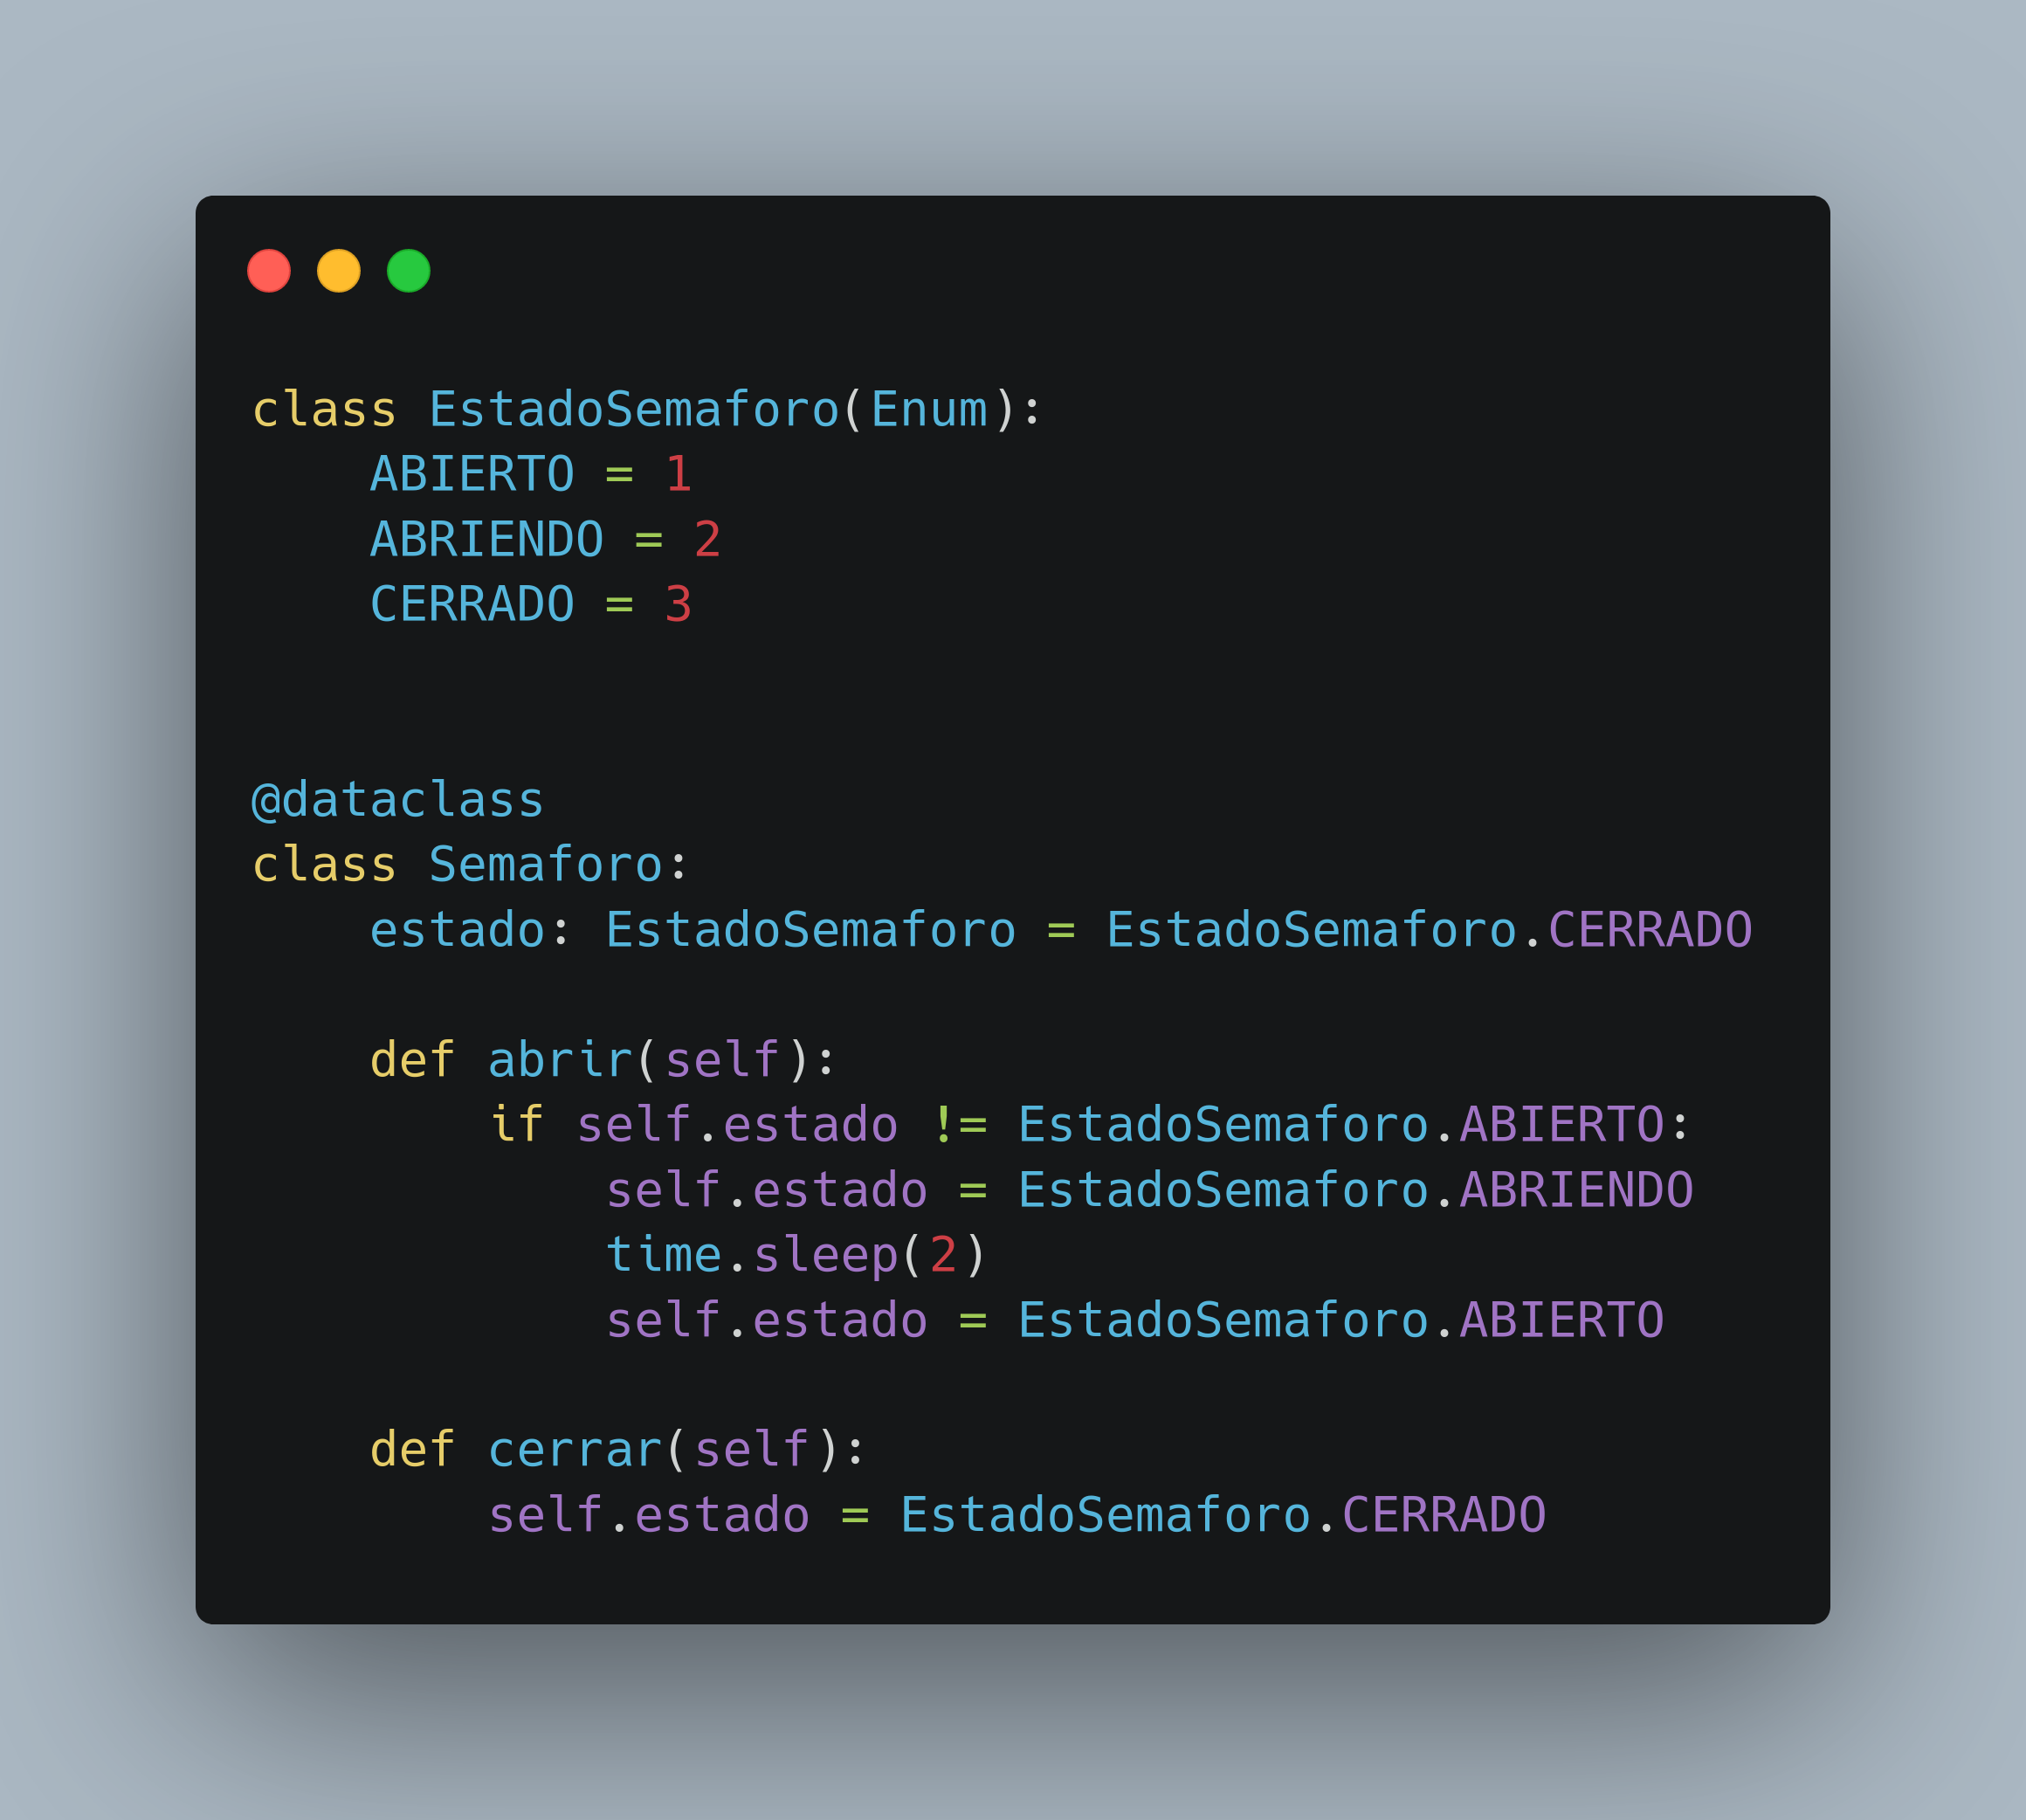 class EstadoSemaforo(Enum):
    ABIERTO = 1
    ABRIENDO = 2
    CERRADO = 3


@dataclass
class Semaforo:
    estado: EstadoSemaforo = EstadoSemaforo.CERRADO

    def abrir(self):
        if self.estado != EstadoSemaforo.ABIERTO:
            self.estado = EstadoSemaforo.ABRIENDO
            time.sleep(2)
            self.estado = EstadoSemaforo.ABIERTO

    def cerrar(self):
        self.estado = EstadoSemaforo.CERRADO